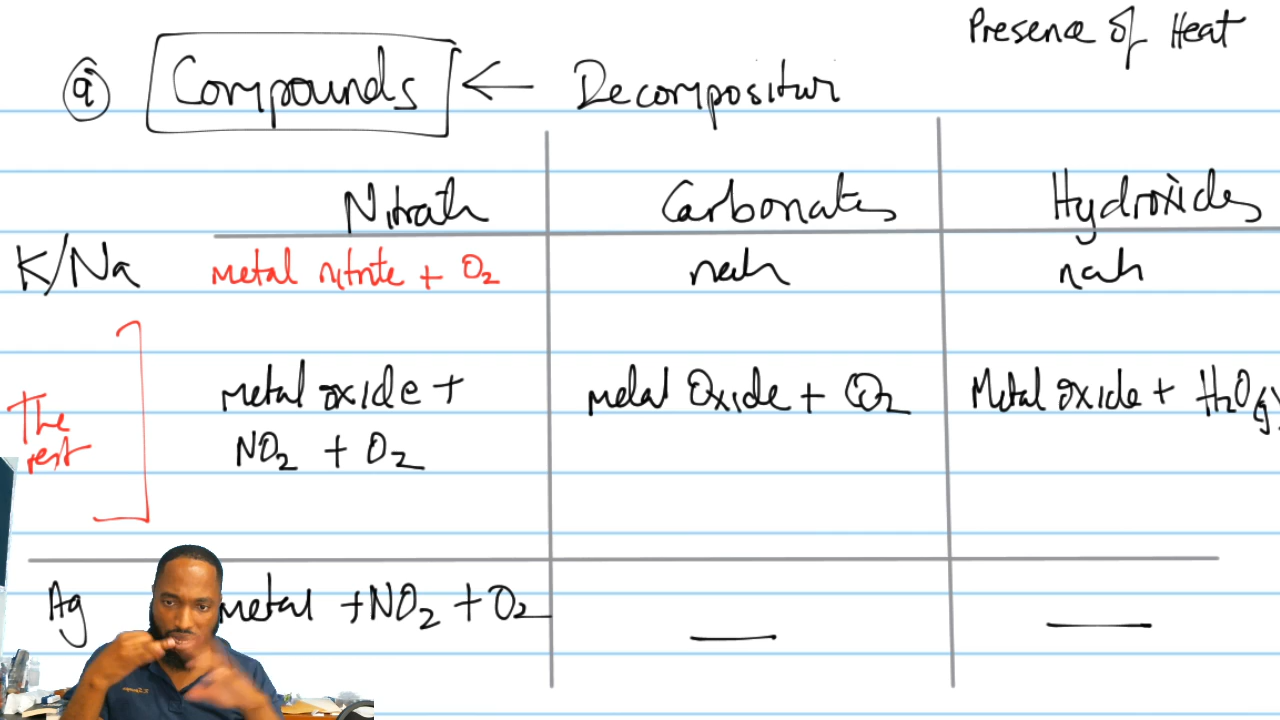 Presence of Heat
a Compounds ← Decomposition
Nitrate Carbonates Hydroxides
K/Na metal nitrite + O2 nah nah
The rest metal oxide + NO2 + O2 metal Oxide + CO2 Metal oxide + H2O(g)
Ag metal + NO2 + O2 — —